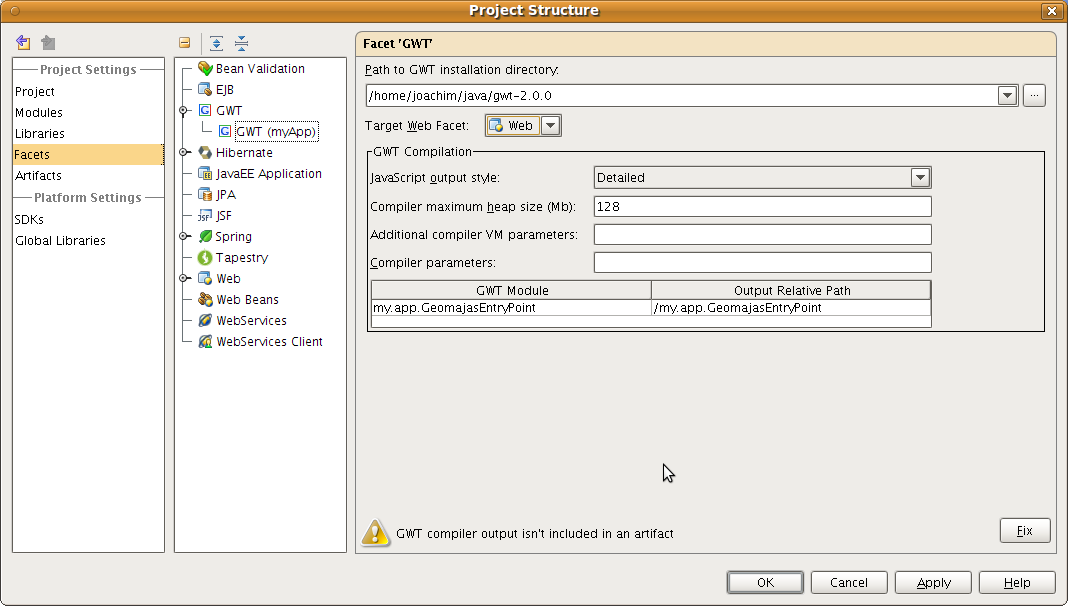 Project Structure
Project Settings
Project
Modules
Libraries
Facets
Artifacts
Platform Settings
SDKs
Global Libraries
Bean Validation
EJB
GWT
GWT (myApp)
Hibernate
JavaEE Application
JPA
JSF
Spring
Tapestry
Web
Web Beans
WebServices
WebServices Client
Facet 'GWT'
Path to GWT installation directory:
/home/joachim/java/gwt-2.0.0
...
Target Web Facet: Web
GWT Compilation
JavaScript output style: Detailed
Compiler maximum heap size (Mb): 128
Additional compiler VM parameters:
Compiler parameters:
GWT Module Output Relative Path
my.app.GeomajasEntryPoint /my.app.GeomajasEntryPoint
GWT compiler output isn't included in an artifact Fix
OK Cancel Apply Help